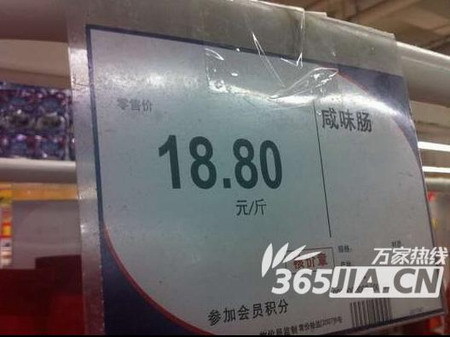 零售价
咸味肠
18.80
元/斤
参加会员积分
万家热线
365JIA.CN